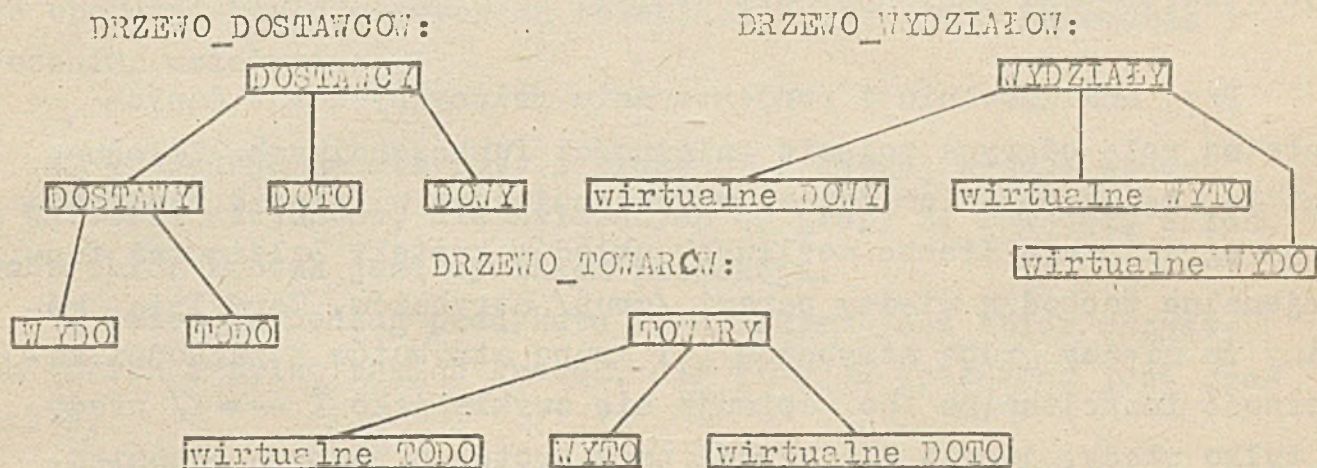 DRZEWO_DOSTAWCOW:
DRZEWO_WYDZIAŁOW:
DOSTAWCY
WYDZIAŁY
DOSTAWY
DOTO
DOWY
wirtualne DOWY
wirtualne WYTO
wirtualne WYDO
DRZEWO_TOWARÓW:
WYDO
TODO
TOWARY
wirtualne TODO
WYTO
wirtualne DOTO